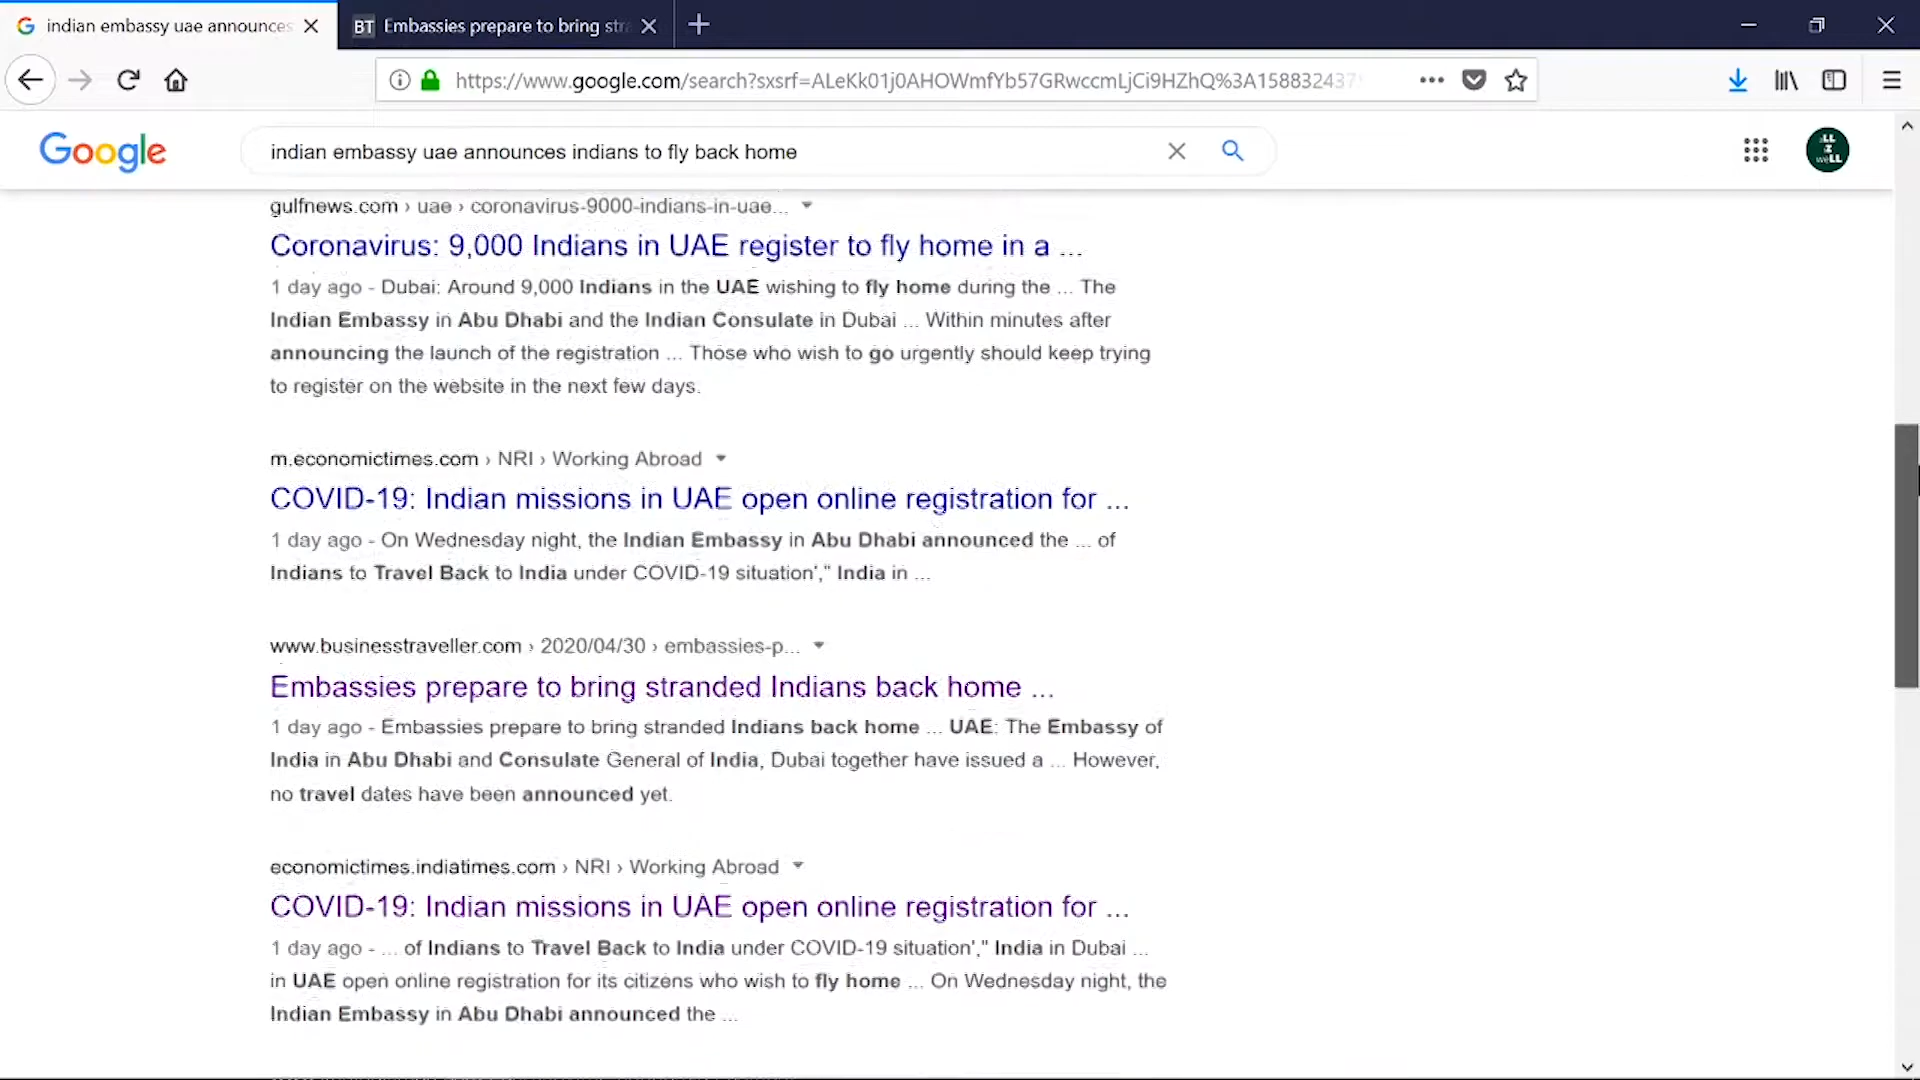 indian embassy uae announces
BT Embassies prepare to bring str
https://www.google.com/search?sxsrf=ALeKk01j0AHOWmfYb57GRwccmLjCi9HZhQ%3A15883243
Google
indian embassy uae announces indians to fly back home
ALL
IZ
weLL
gulfnews.com › uae › coronavirus-9000-indians-in-uae...
Coronavirus: 9,000 Indians in UAE register to fly home in a ...
1 day ago - Dubai: Around 9,000 Indians in the UAE wishing to fly home during the ... The
Indian Embassy in Abu Dhabi and the Indian Consulate in Dubai ... Within minutes after
announcing the launch of the registration ... Those who wish to go urgently should keep trying
to register on the website in the next few days.
m.economictimes.com › NRI › Working Abroad
COVID-19: Indian missions in UAE open online registration for ...
1 day ago - On Wednesday night, the Indian Embassy in Abu Dhabi announced the ... of
Indians to Travel Back to India under COVID-19 situation'," India in ...
www.businesstraveller.com › 2020/04/30 › embassies-p...
Embassies prepare to bring stranded Indians back home ...
1 day ago - Embassies prepare to bring stranded Indians back home ... UAE: The Embassy of
India in Abu Dhabi and Consulate General of India, Dubai together have issued a ... However,
no travel dates have been announced yet.
economictimes.indiatimes.com › NRI › Working Abroad
COVID-19: Indian missions in UAE open online registration for ...
1 day ago - ... of Indians to Travel Back to India under COVID-19 situation'," India in Dubai ...
in UAE open online registration for its citizens who wish to fly home ... On Wednesday night, the
Indian Embassy in Abu Dhabi announced the ...